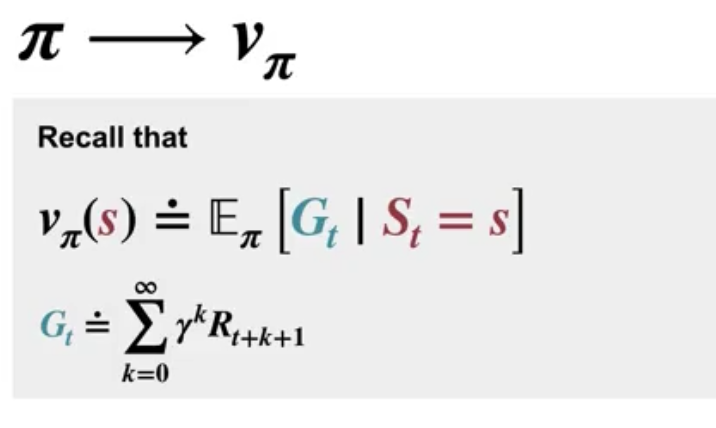 π ⟶ v_π
Recall that
v_π(s) ≐ 𝔼_π [G_t | S_t = s]
G_t ≐ ∑_{k=0}^{∞} γ^k R_{t+k+1}